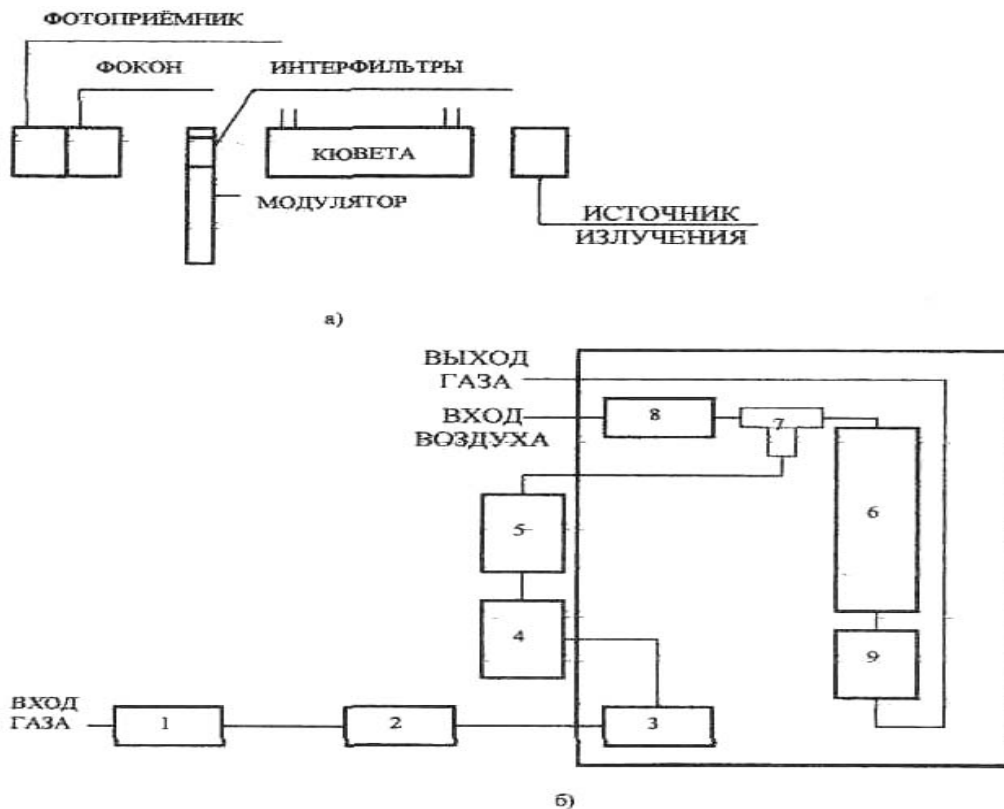 ФОТОПРИЁМНИК
ФОКОН
ИНТЕРФИЛЬТРЫ
КЮВЕТА
МОДУЛЯТОР
ИСТОЧНИК
ИЗЛУЧЕНИЯ
а)
ВЫХОД
ГАЗА
ВХОД
ВОЗДУХА
8
7
6
5
4
9
ВХОД
ГАЗА
1
2
3
б)